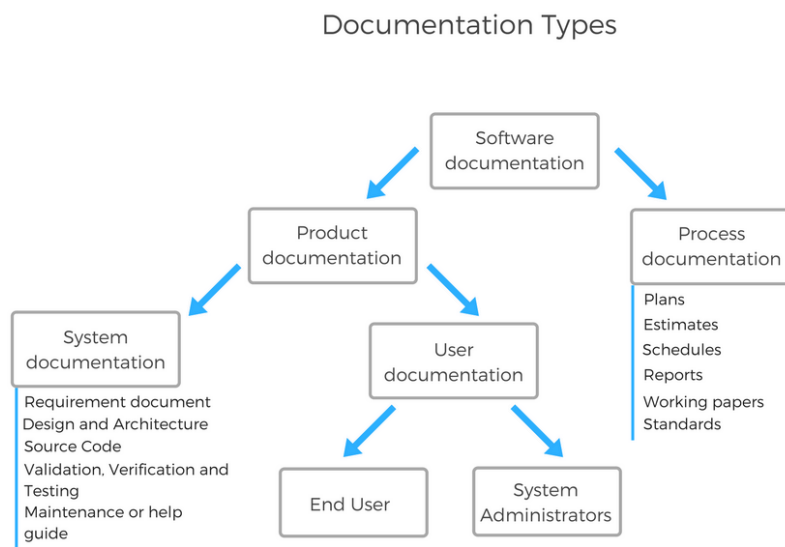 Documentation Types
Software
documentation
Product
documentation
Process
documentation
Plans
Estimates
Schedules
Reports
Working papers
Standards
System
documentation
Requirement document
Design and Architecture
Source Code
Validation, Verification and
Testing
Maintenance or help
guide
User
documentation
End User
System
Administrators